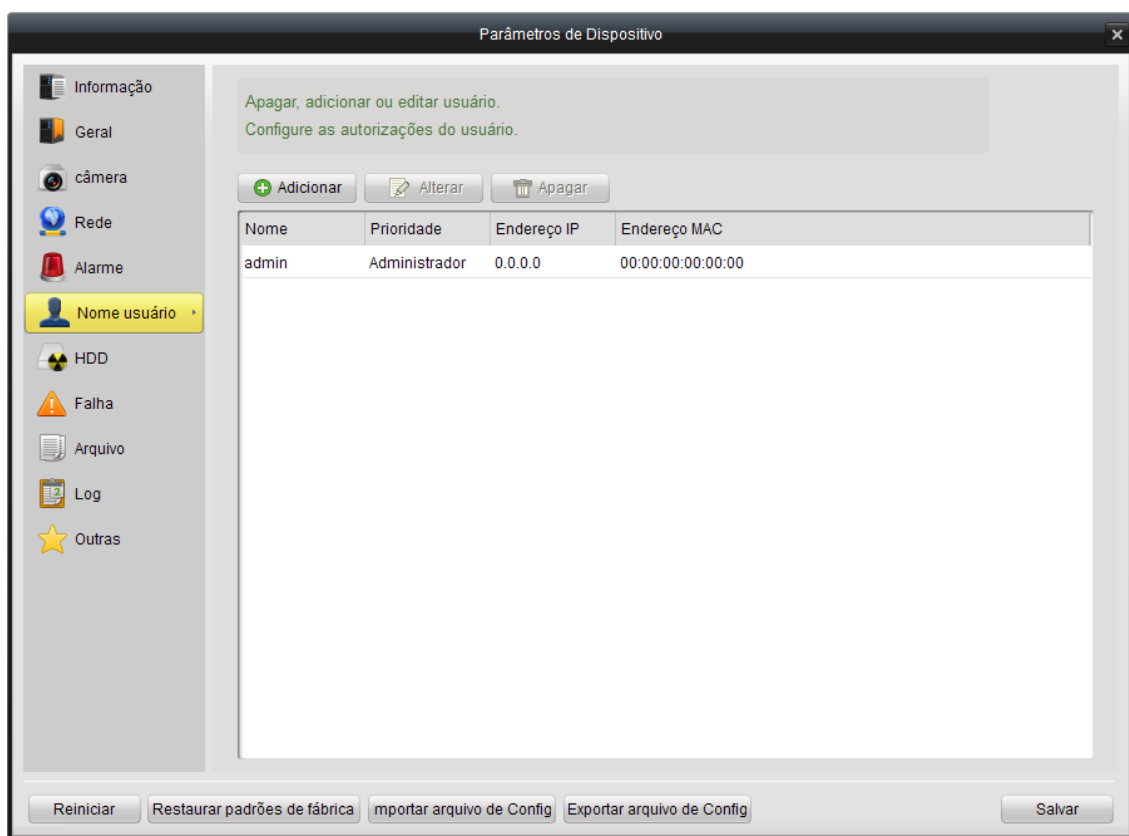 Parâmetros de Dispositivo
Informação
Geral
câmera
Rede
Alarme
Nome usuário
HDD
Falha
Arquivo
Log
Outras
Apagar, adicionar ou editar usuário.
Configure as autorizações do usuário.
Adicionar Alterar Apagar
Nome Prioridade Endereço IP Endereço MAC
admin Administrador 0.0.0.0 00:00:00:00:00:00
Reiniciar Restaurar padrões de fábrica mportar arquivo de Config Exportar arquivo de Config Salvar